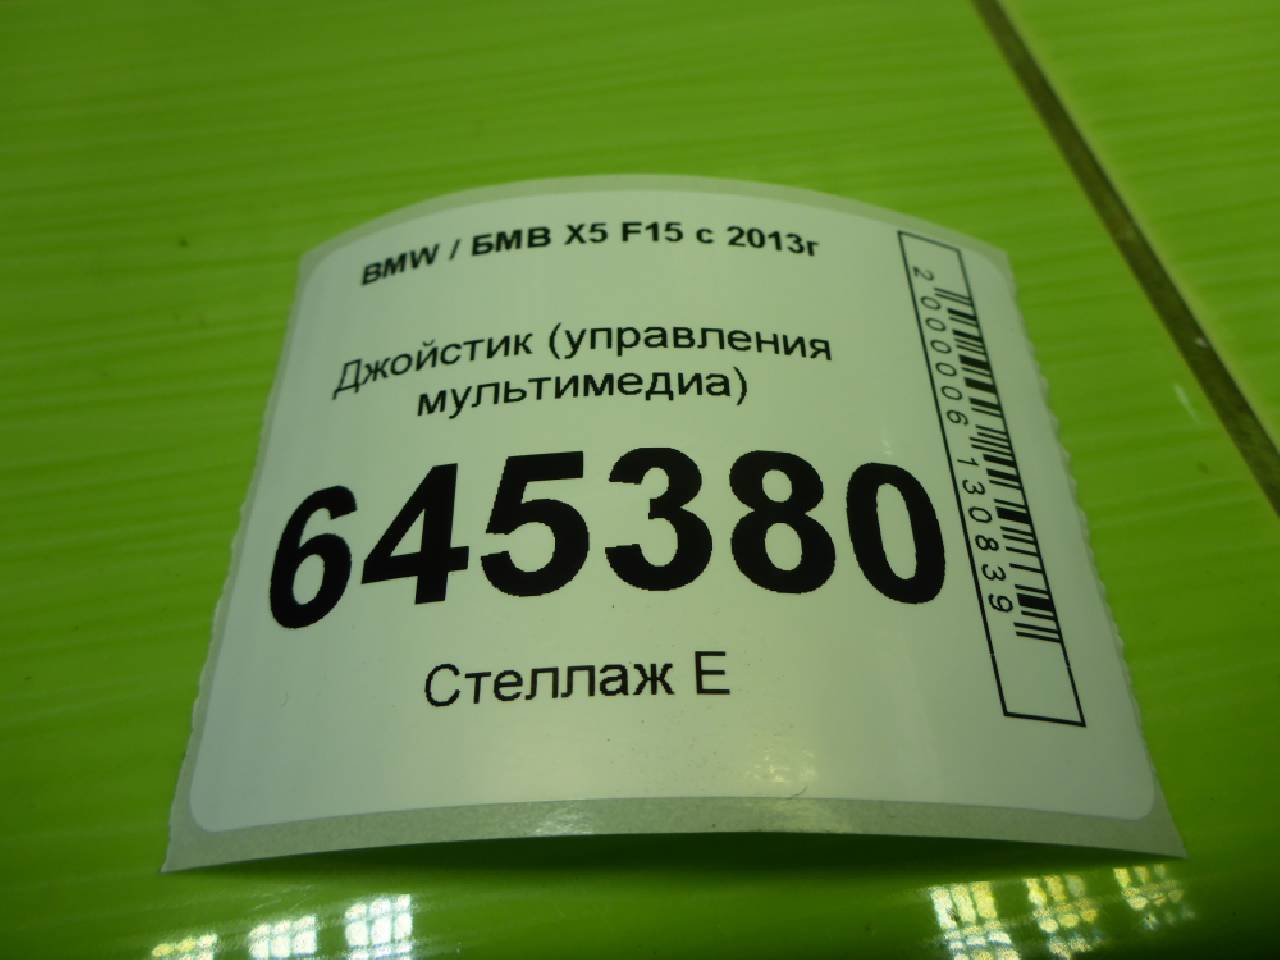 BMW / БМВ X5 F15 с 2013г
Джойстик (управления
мультимедиа)
645380
Стеллаж Е
2000006130839